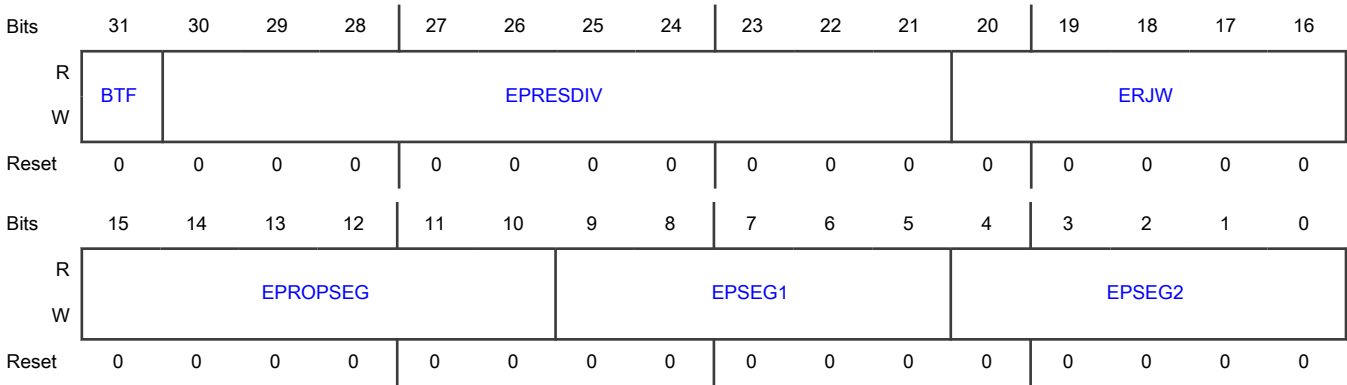 Bits 31 30 29 28 27 26 25 24 23 22 21 20 19 18 17 16
R
BTF EPRESDIV ERJW
W
Reset 0 0 0 0 0 0 0 0 0 0 0 0 0 0 0 0
Bits 15 14 13 12 11 10 9 8 7 6 5 4 3 2 1 0
R
EPROPSEG EPSEG1 EPSEG2
W
Reset 0 0 0 0 0 0 0 0 0 0 0 0 0 0 0 0